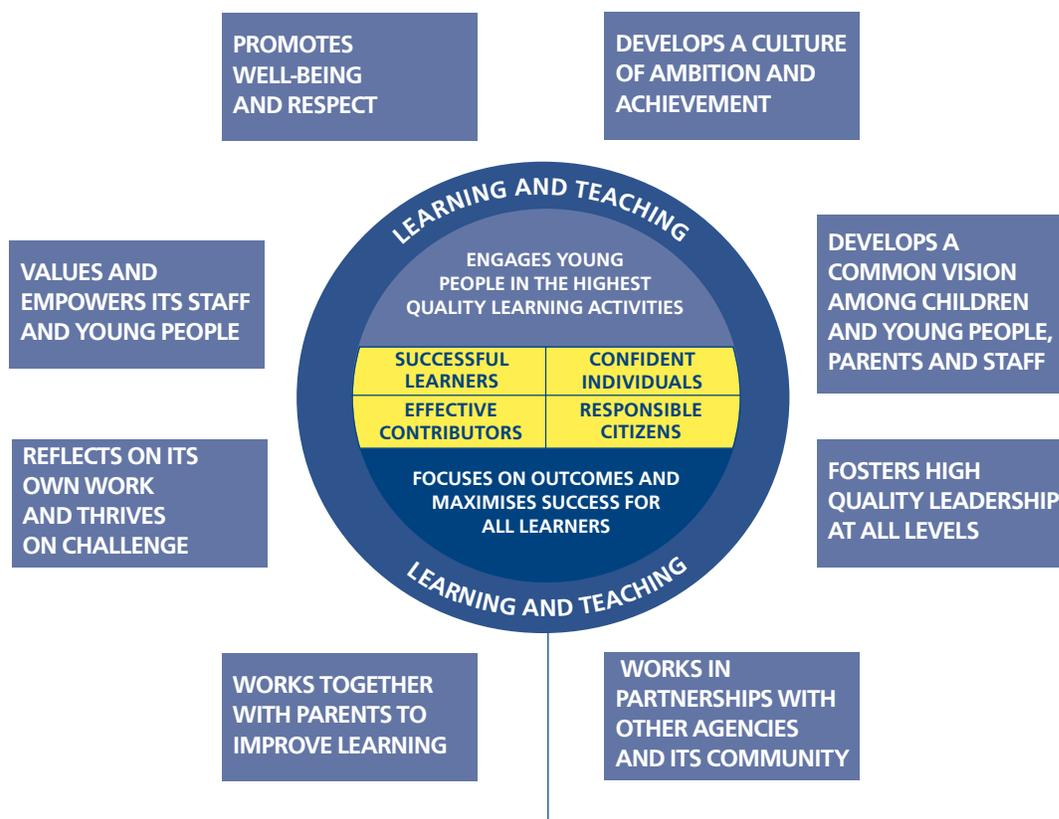 PROMOTES
WELL-BEING
AND RESPECT
DEVELOPS A CULTURE
OF AMBITION AND
ACHIEVEMENT
VALUES AND
EMPOWERS ITS STAFF
AND YOUNG PEOPLE
LEARNING AND TEACHING
ENGAGES YOUNG
PEOPLE IN THE HIGHEST
QUALITY LEARNING ACTIVITIES
SUCCESSFUL
LEARNERS
CONFIDENT
INDIVIDUALS
EFFECTIVE
CONTRIBUTORS
RESPONSIBLE
CITIZENS
FOCUSES ON OUTCOMES AND
MAXIMISES SUCCESS FOR
ALL LEARNERS
LEARNING AND TEACHING
DEVELOPS A
COMMON VISION
AMONG CHILDREN
AND YOUNG PEOPLE,
PARENTS AND STAFF
REFLECTS ON ITS
OWN WORK
AND THRIVES
ON CHALLENGE
FOSTERS HIGH
QUALITY LEADERSHIP
AT ALL LEVELS
WORKS TOGETHER
WITH PARENTS TO
IMPROVE LEARNING
WORKS IN
PARTNERSHIPS WITH
OTHER AGENCIES
AND ITS COMMUNITY